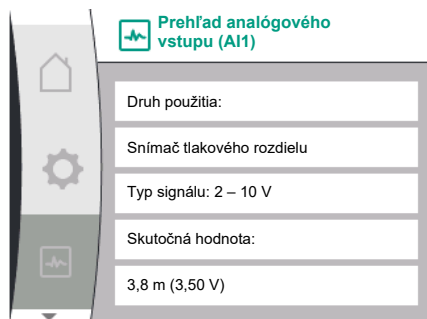 Prehľad analógového
vstupu (AI1)
Druh použitia:
Snímač tlakového rozdielu
Typ signálu: 2 – 10 V
Skutočná hodnota:
3,8 m (3,50 V)